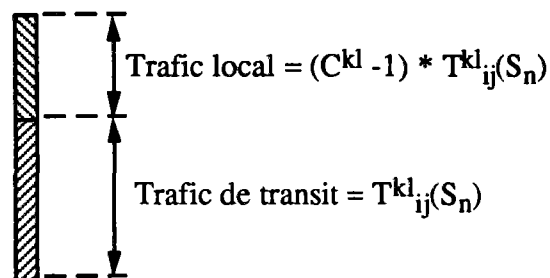 Trafic local = (C^kl -1) * T^kl_ij(S_n)
Trafic de transit = T^kl_ij(S_n)